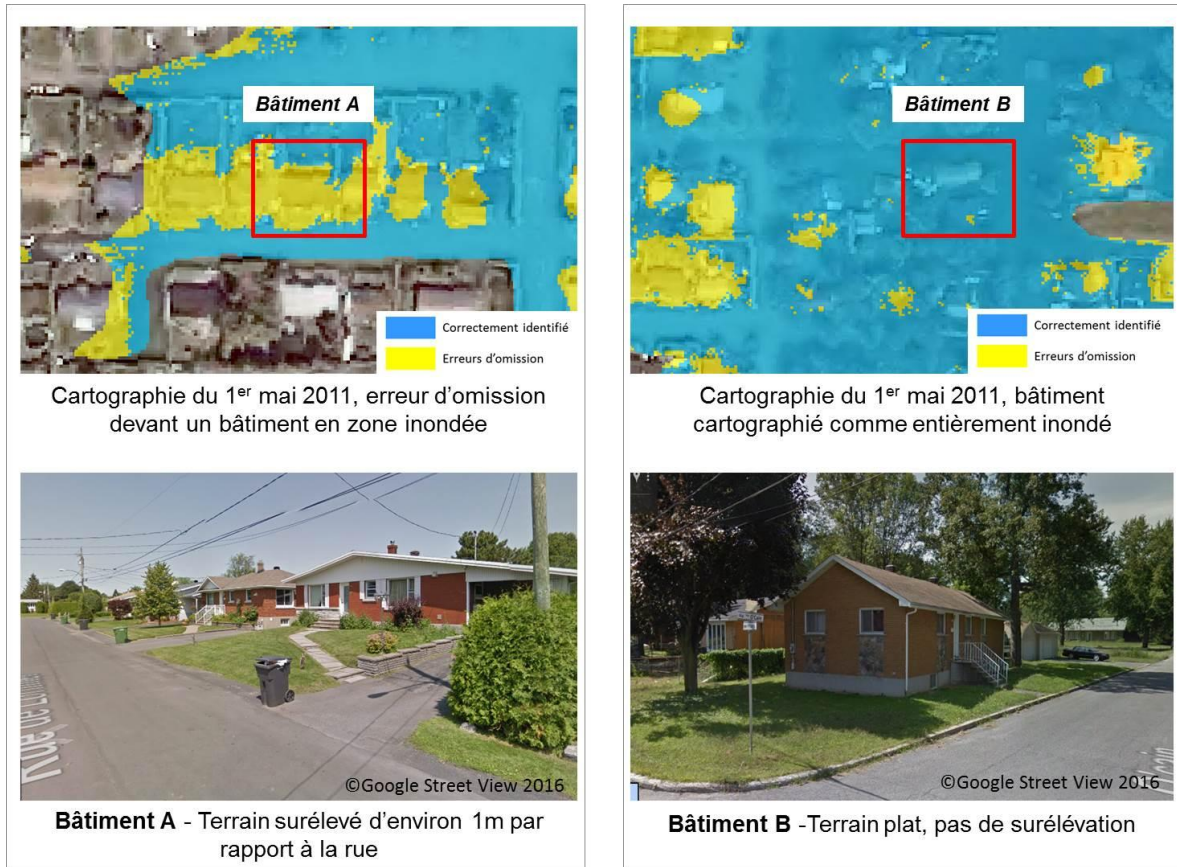 Bâtiment A
Correctement identifié
Erreurs d'omission
Cartographie du 1er mai 2011, erreur d'omission
devant un bâtiment en zone inondée
Rue de
©Google Street View 2016
Bâtiment A - Terrain surélevé d'environ 1m par
rapport à la rue
Bâtiment B
Correctement identifié
Erreurs d'omission
Cartographie du 1er mai 2011, bâtiment
cartographié comme entièrement inondé
©Google Street View 2016
Bâtiment B -Terrain plat, pas de surélévation